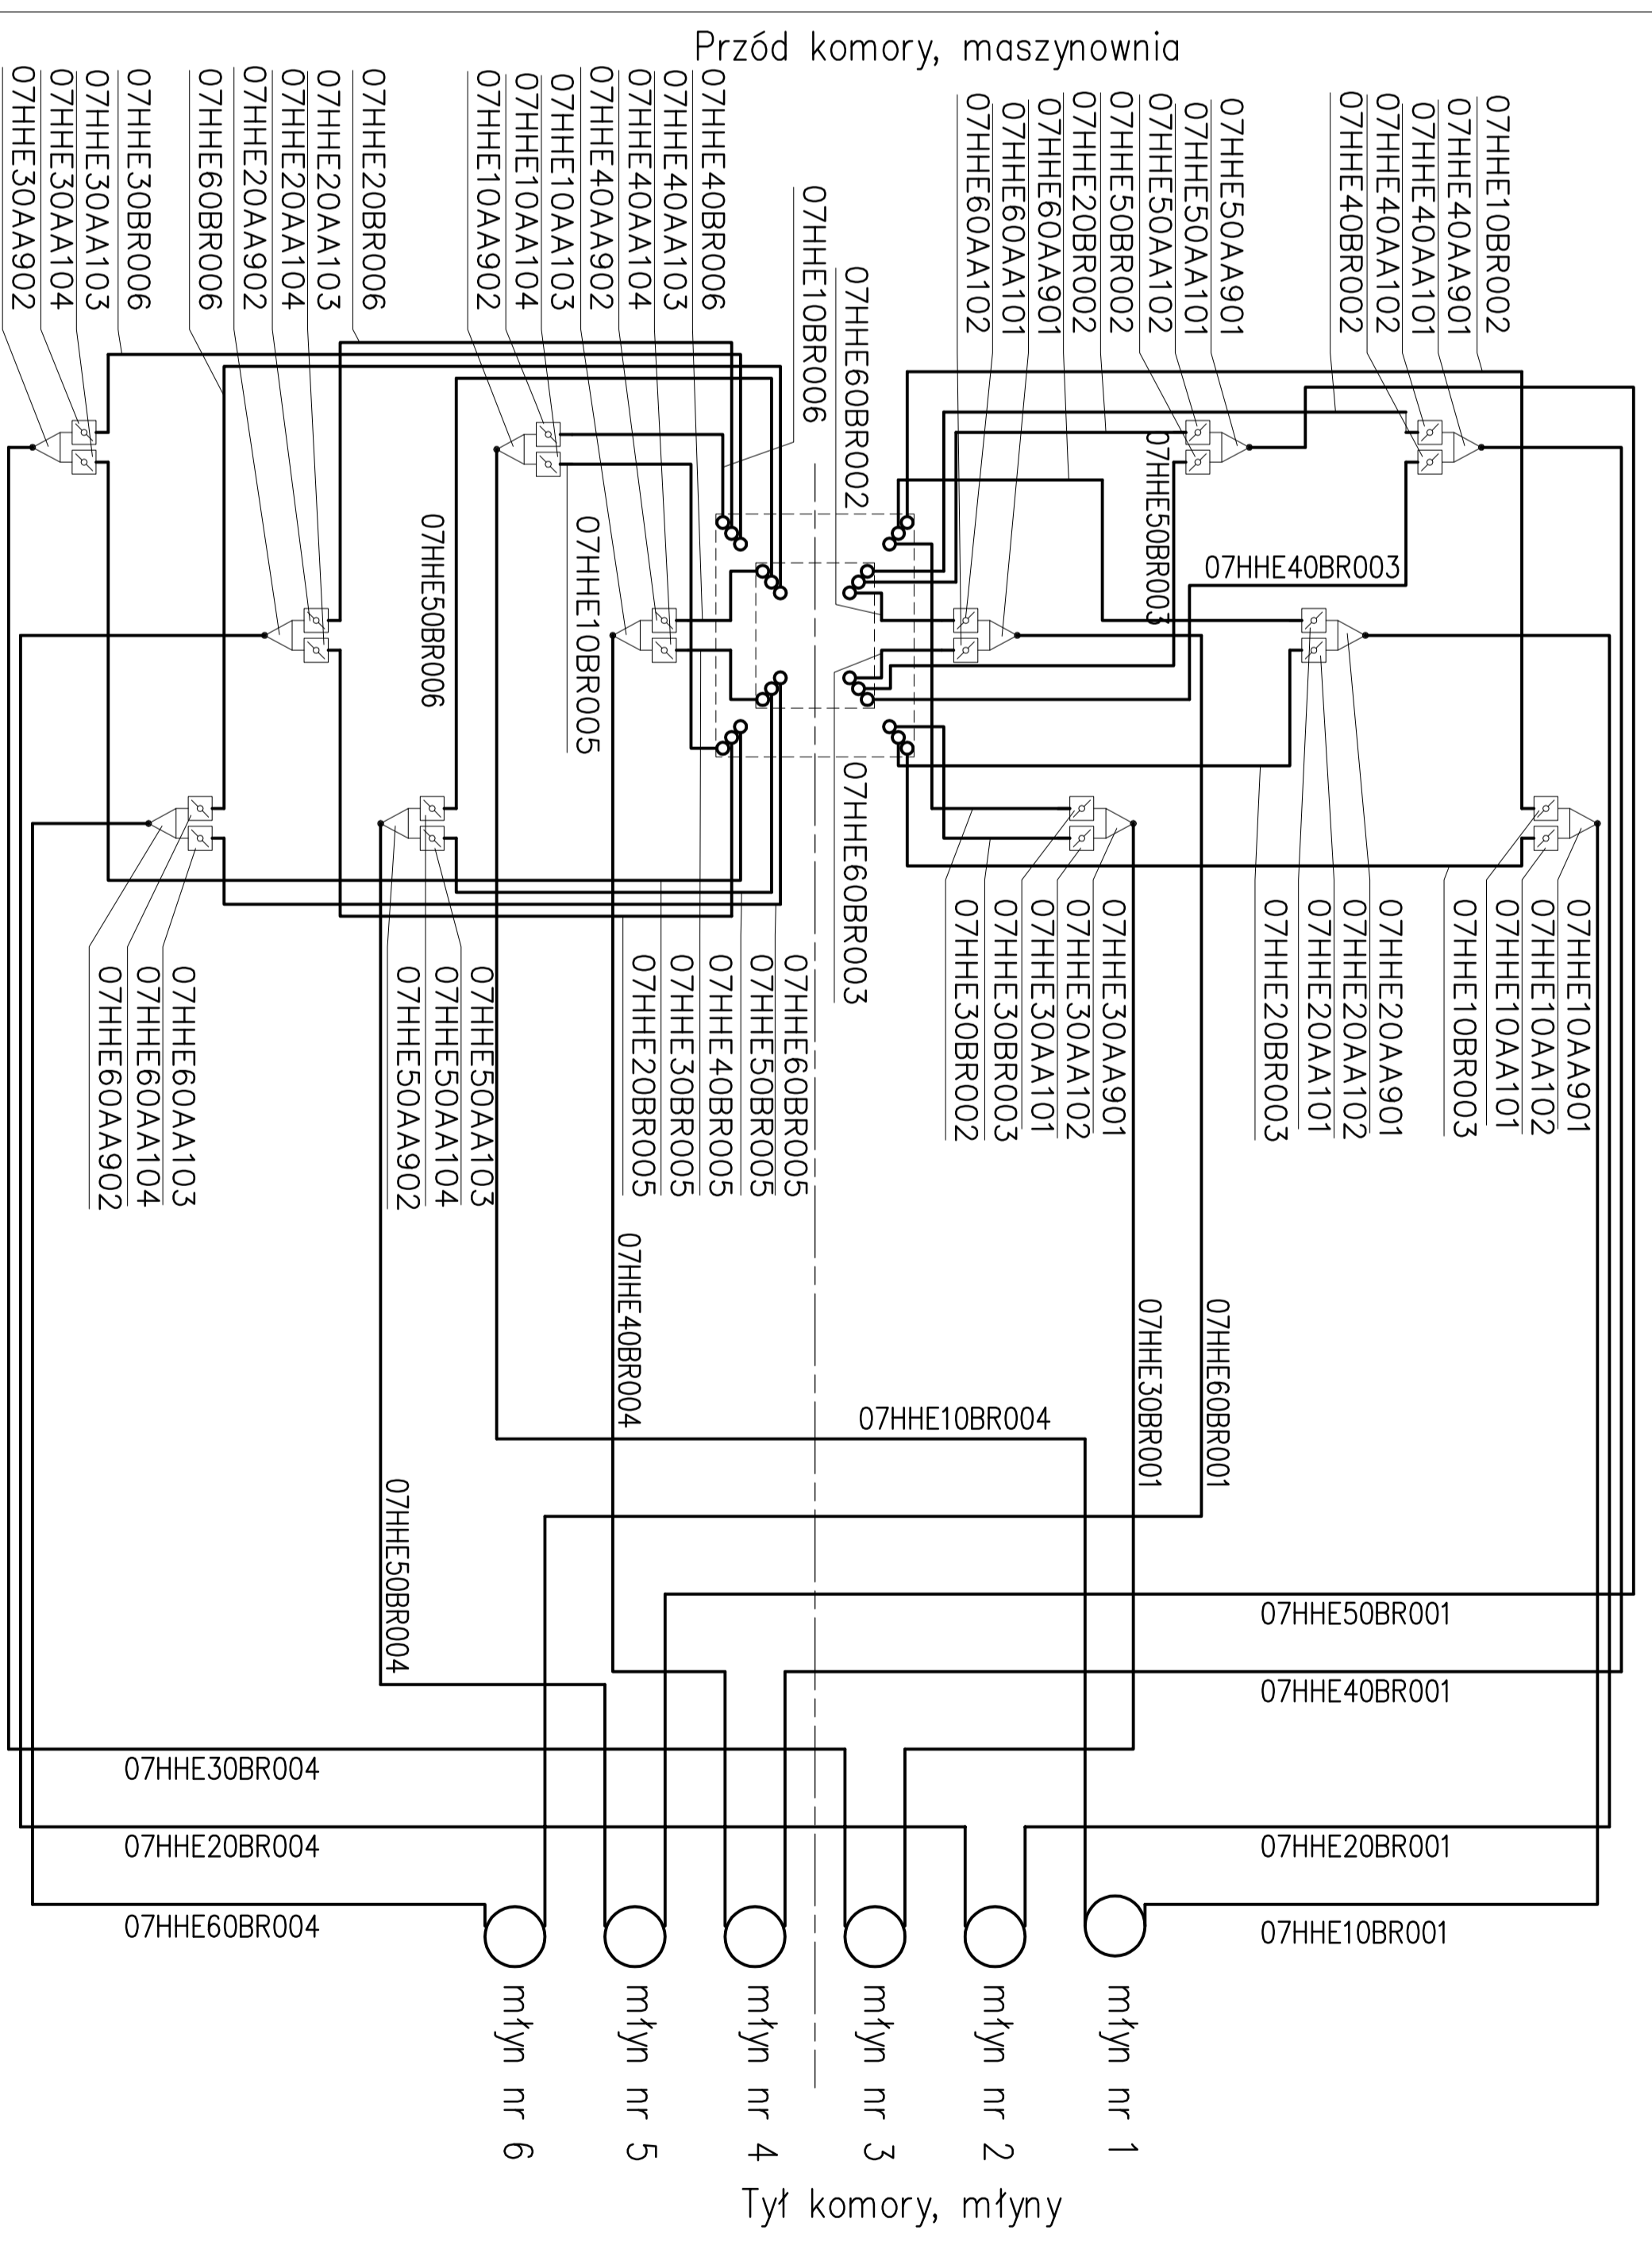 Przód komory, maszynownia
07HHE30AA902
07HHE30AA104
07HHE30AA103
07HHE30BR006
07HHE60BR006
07HHE20AA902
07HHE20AA104
07HHE20AA103
07HHE20BR006
07HHE10AA902
07HHE10AA104
07HHE10AA103
07HHE40AA902
07HHE40AA104
07HHE40AA103
07HHE40BR006
07HHE10BR006
07HHE60BR002
07HHE60AA102
07HHE60AA101
07HHE60AA901
07HHE20BR002
07HHE50BR002
07HHE50AA102
07HHE50AA101
07HHE50AA901
07HHE40BR002
07HHE40AA102
07HHE40AA101
07HHE40AA901
07HHE10BR002
07HHE50BR006
07HHE10BR005
07HHE50BR003
07HHE40BR003
07HHE60BR003
07HHE60AA902
07HHE60AA104
07HHE60AA103
07HHE50AA902
07HHE50AA104
07HHE50AA103
07HHE20BR005
07HHE30BR005
07HHE40BR005
07HHE50BR005
07HHE60BR005
07HHE30BR002
07HHE30BR003
07HHE30AA101
07HHE30AA102
07HHE30AA901
07HHE20BR003
07HHE20AA101
07HHE20AA102
07HHE20AA901
07HHE10BR003
07HHE10AA101
07HHE10AA102
07HHE10AA901
07HHE40BR004
07HHE30BR001
07HHE60BR001
07HHE10BR004
07HHE50BR004
07HHE50BR001
07HHE40BR001
07HHE30BR004
07HHE20BR004
07HHE20BR001
07HHE60BR004
07HHE10BR001
młyn nr 6
młyn nr 5
młyn nr 4
młyn nr 3
młyn nr 2
młyn nr 1
Tył komory, młyny